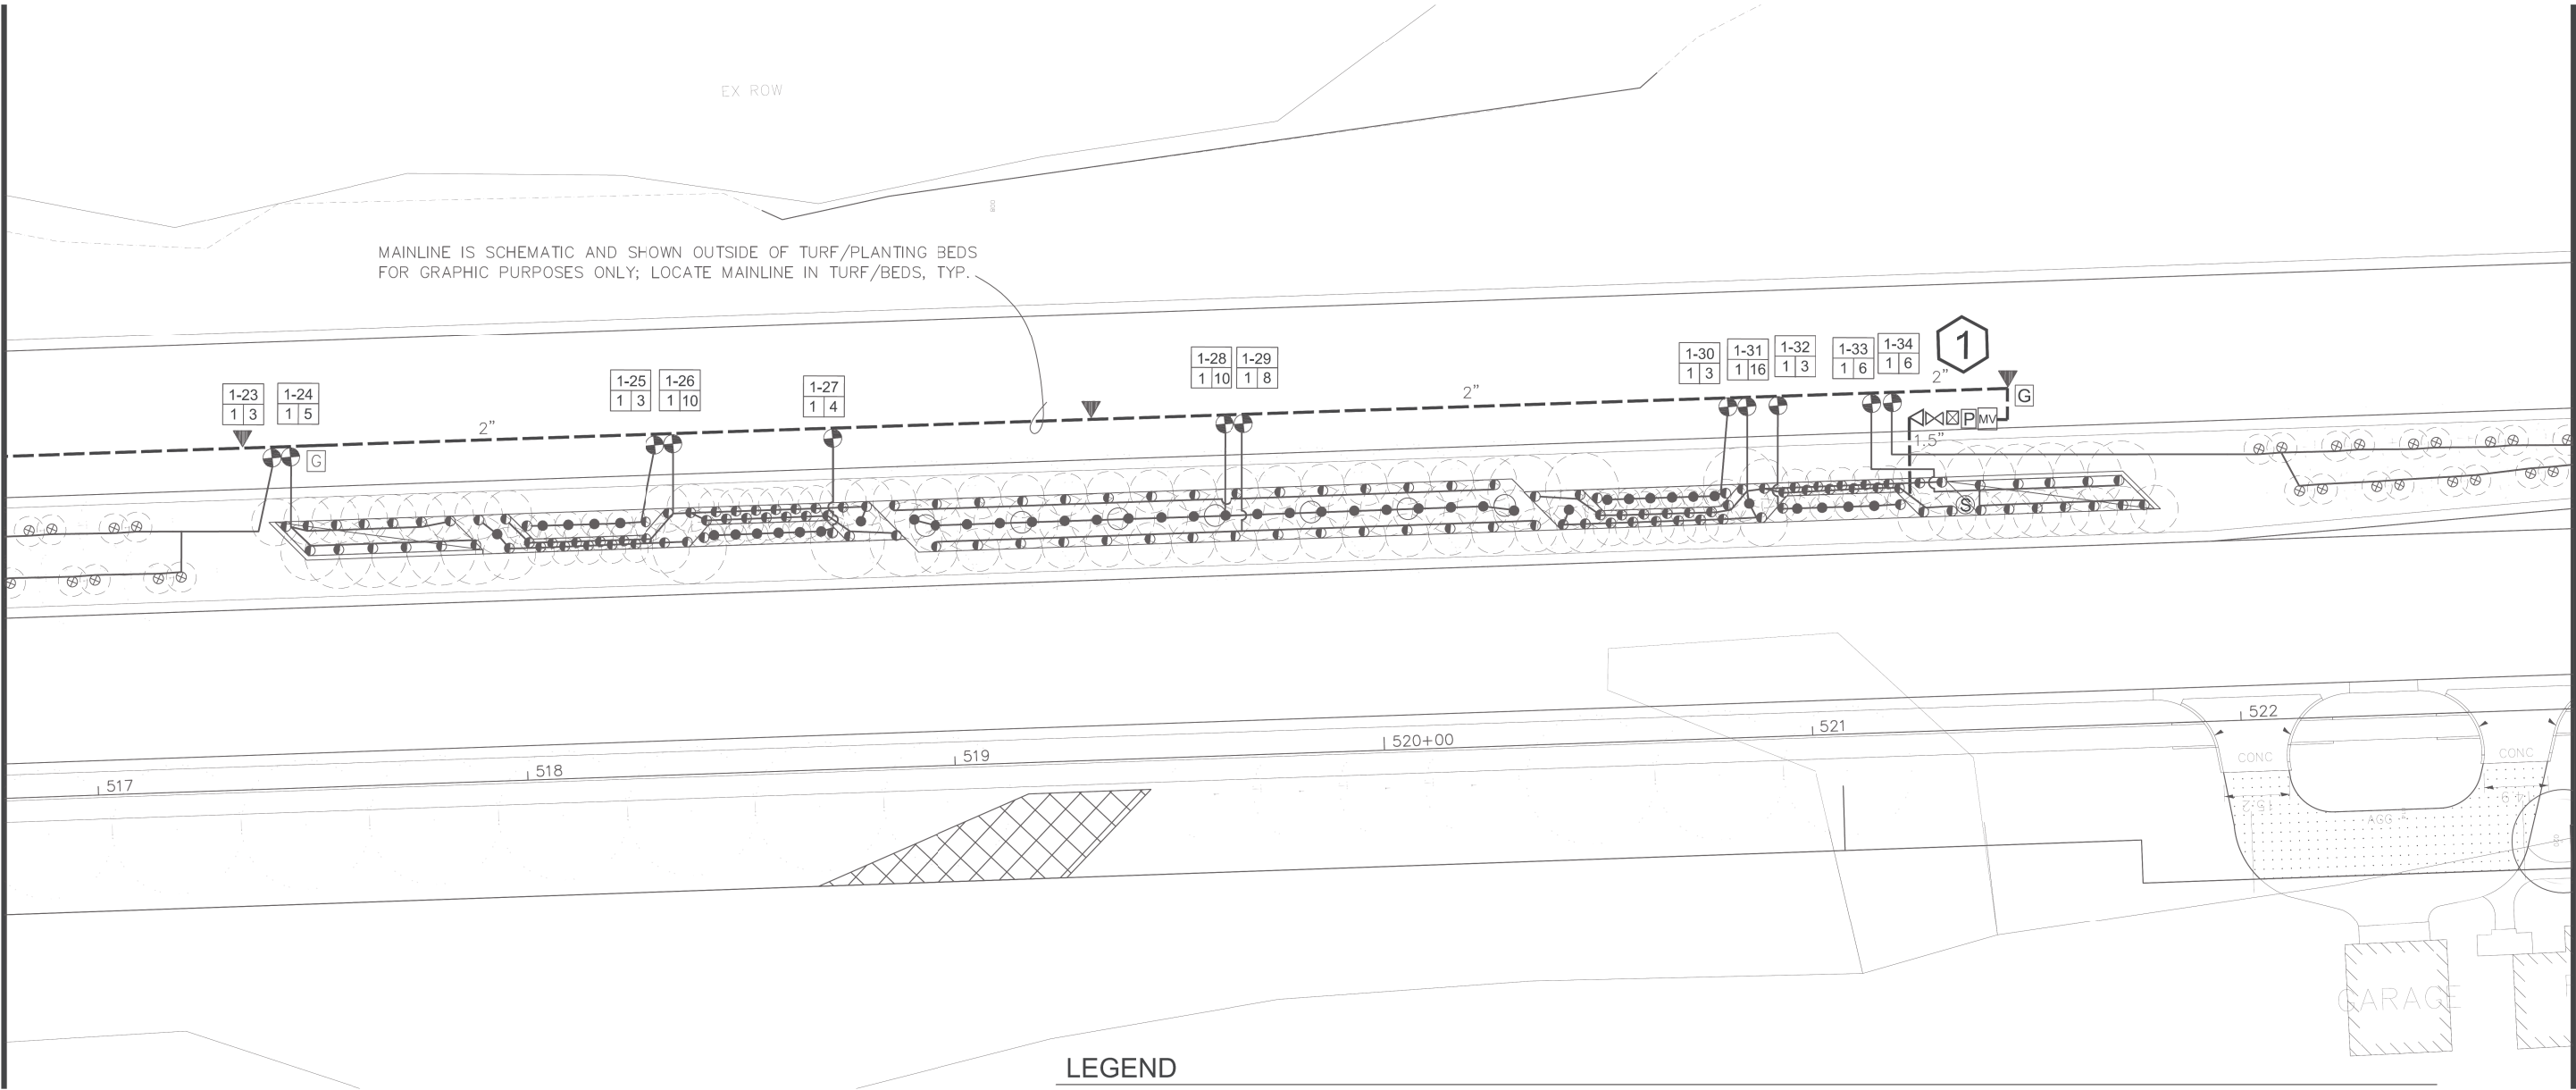 EX ROW
MAINLINE IS SCHEMATIC AND SHOWN OUTSIDE OF TURF/PLANTING BEDS
FOR GRAPHIC PURPOSES ONLY; LOCATE MAINLINE IN TURF/BEDS, TYP.
1-23
1 3
1-24
1 5
1-25
1 3
1-26
1 10
1-27
1 4
1-28
1 10
1-29
1 8
1-30
1 3
1-31
1 16
1-32
1 3
1-33
1 6
1-34
1 6
1
2"
2"
2"
G
G
P
MV
1.5"
S
517
518
519
520+00
521
522
CONC
CONC
AGG
GARAGE
LEGEND